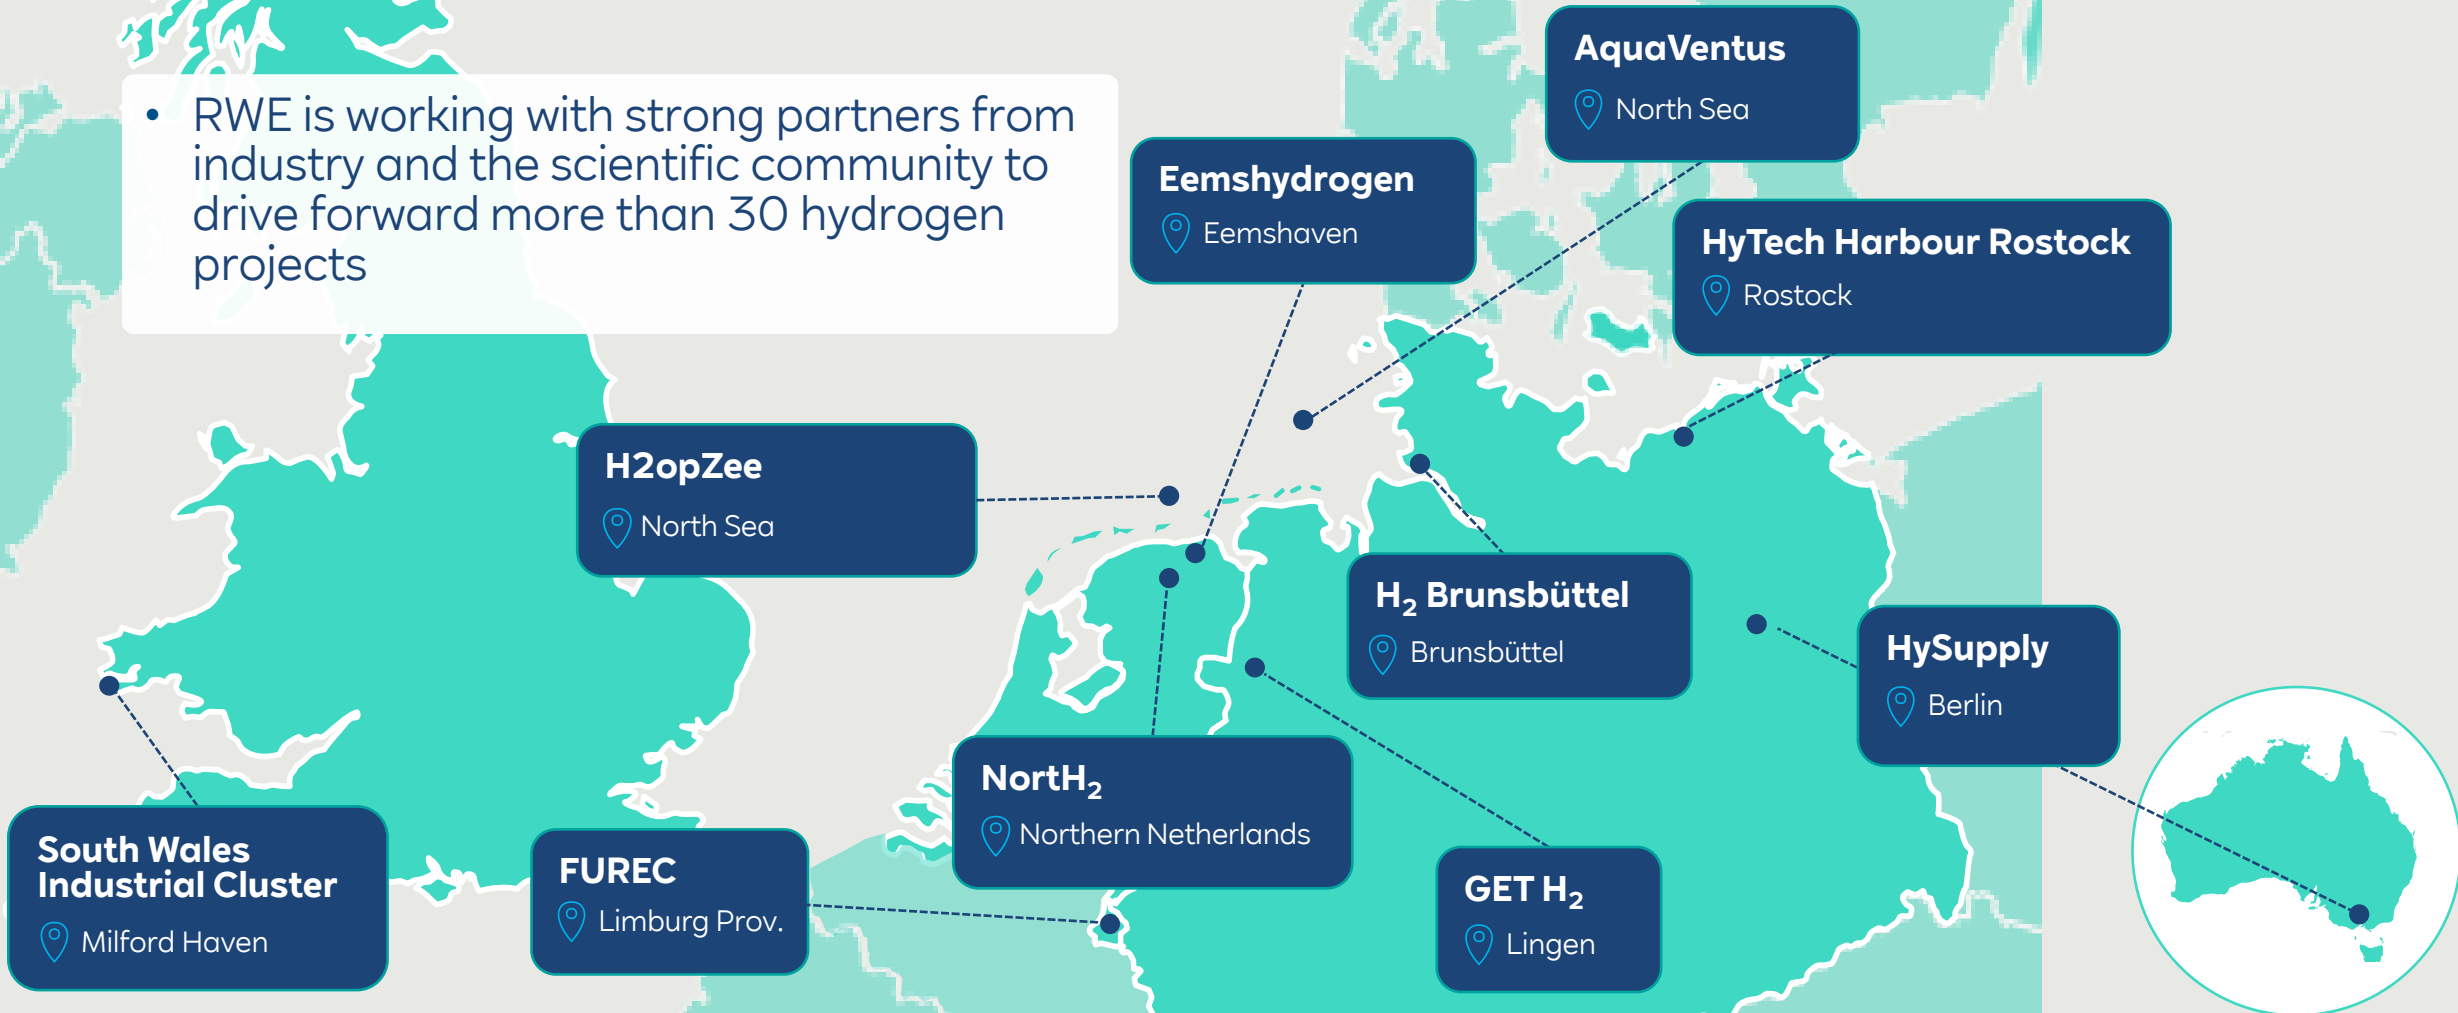 • RWE is working with strong partners from
industry and the scientific community to
drive forward more than 30 hydrogen
projects
AquaVentus
North Sea
Eemshydrogen
Eemshaven
HyTech Harbour Rostock
Rostock
H2opZee
North Sea
H₂ Brunsbüttel
Brunsbüttel
HySupply
Berlin
NortH₂
Northern Netherlands
South Wales
Industrial Cluster
Milford Haven
FUREC
Limburg Prov.
GET H₂
Lingen